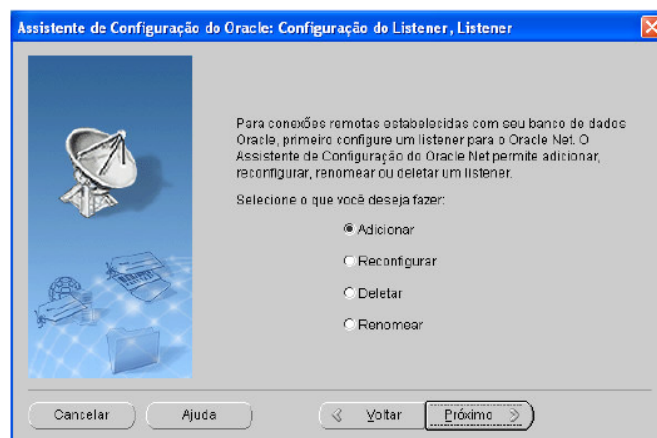 Assistente de Configuração do Oracle: Configuração do Listener, Listener
Para conexões remotas estabelecidas com seu banco de dados
Oracle, primeiro configure um listener para o Oracle Net. O
Assistente de Configuração do Oracle Net permite adicionar,
reconfigurar, renomear ou deletar um listener.
Selecione o que você deseja fazer:
Adicionar
Reconfigurar
Deletar
Renomear
Cancelar Ajuda Voltar Próximo